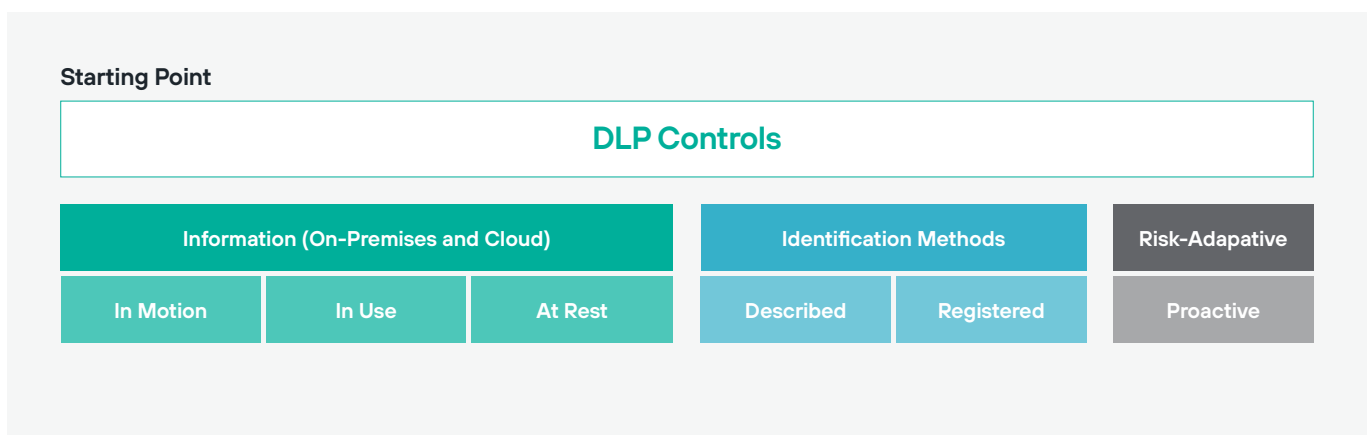 Starting Point
DLP Controls
Information (On-Premises and Cloud)
Identification Methods
Risk-Adapative
In Motion
In Use
At Rest
Described
Registered
Proactive